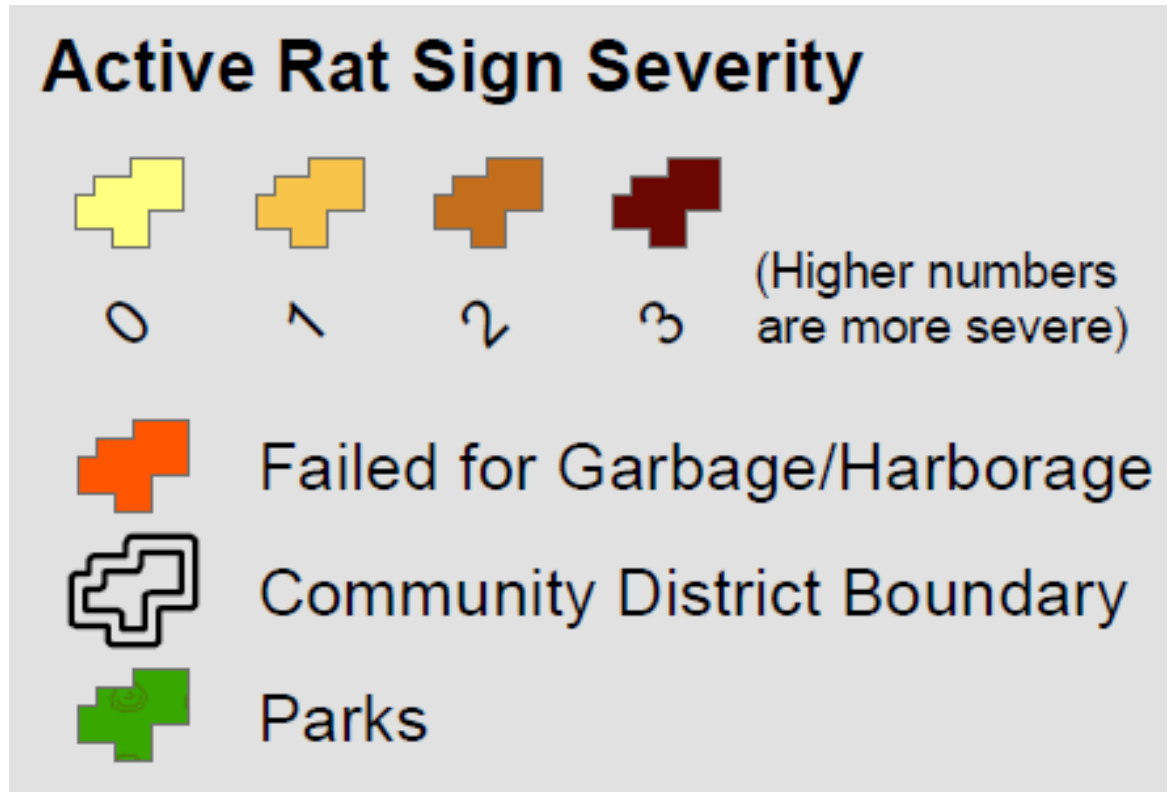 Active Rat Sign Severity
0 1 2 3
(Higher numbers
are more severe)
Failed for Garbage/Harborage
Community District Boundary
Parks